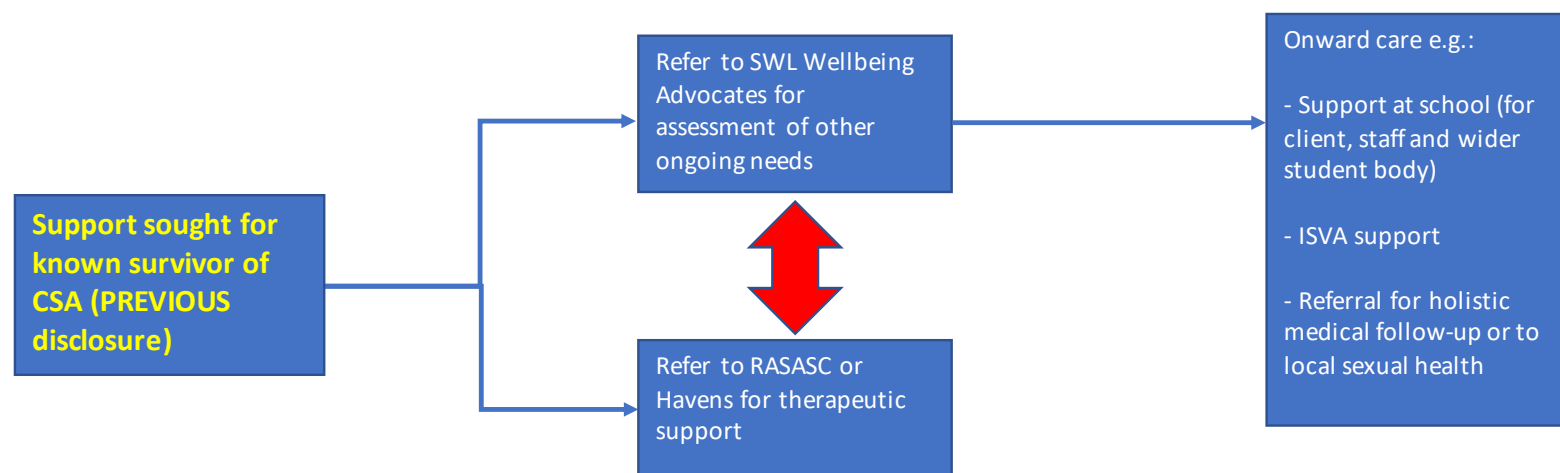 Support sought for
known survivor of
CSA (PREVIOUS
disclosure)
Refer to SWL Wellbeing
Advocates for
assessment of other
ongoing needs
Refer to RASASC or
Havens for therapeutic
support
Onward care e.g.:
- Support at school (for
client, staff and wider
student body)
- ISVA support
- Referral for holistic
medical follow-up or to
local sexual health